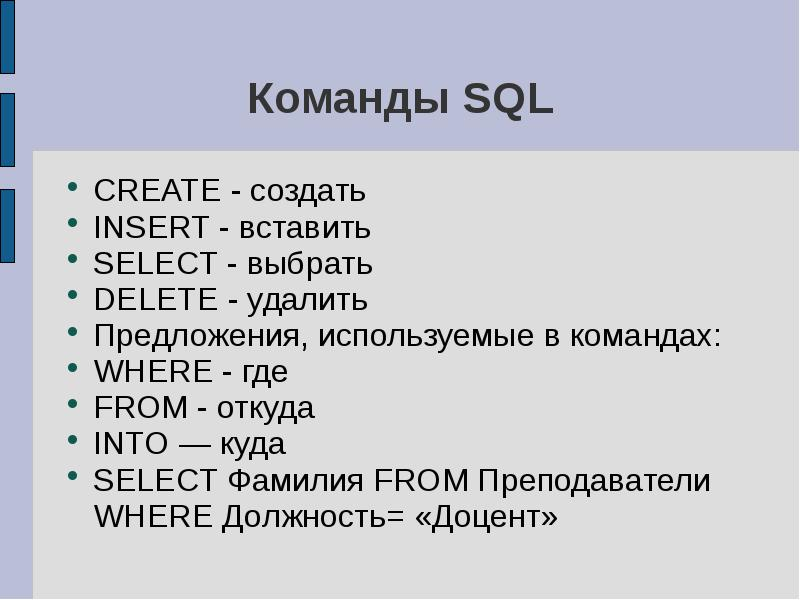 Команды SQL
CREATE - создать
INSERT - вставить
SELECT - выбрать
DELETE - удалить
Предложения, используемые в командах:
WHERE - где
FROM - откуда
INTO — куда
SELECT Фамилия FROM Преподаватели
WHERE Должность= «Доцент»